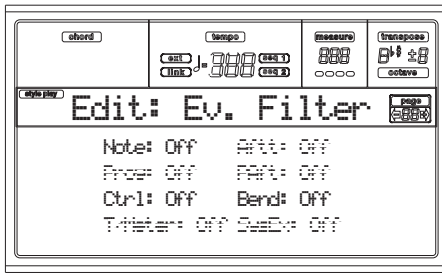 chord tempo measure transpose
ext seq 1
link seq 2
octave
style play page
Edit: Ev. Filter
Note: Off Aftt: Off
Prog: Off PAft: Off
Ctrl: Off Bend: Off
T/Meter: Off SysEx: Off